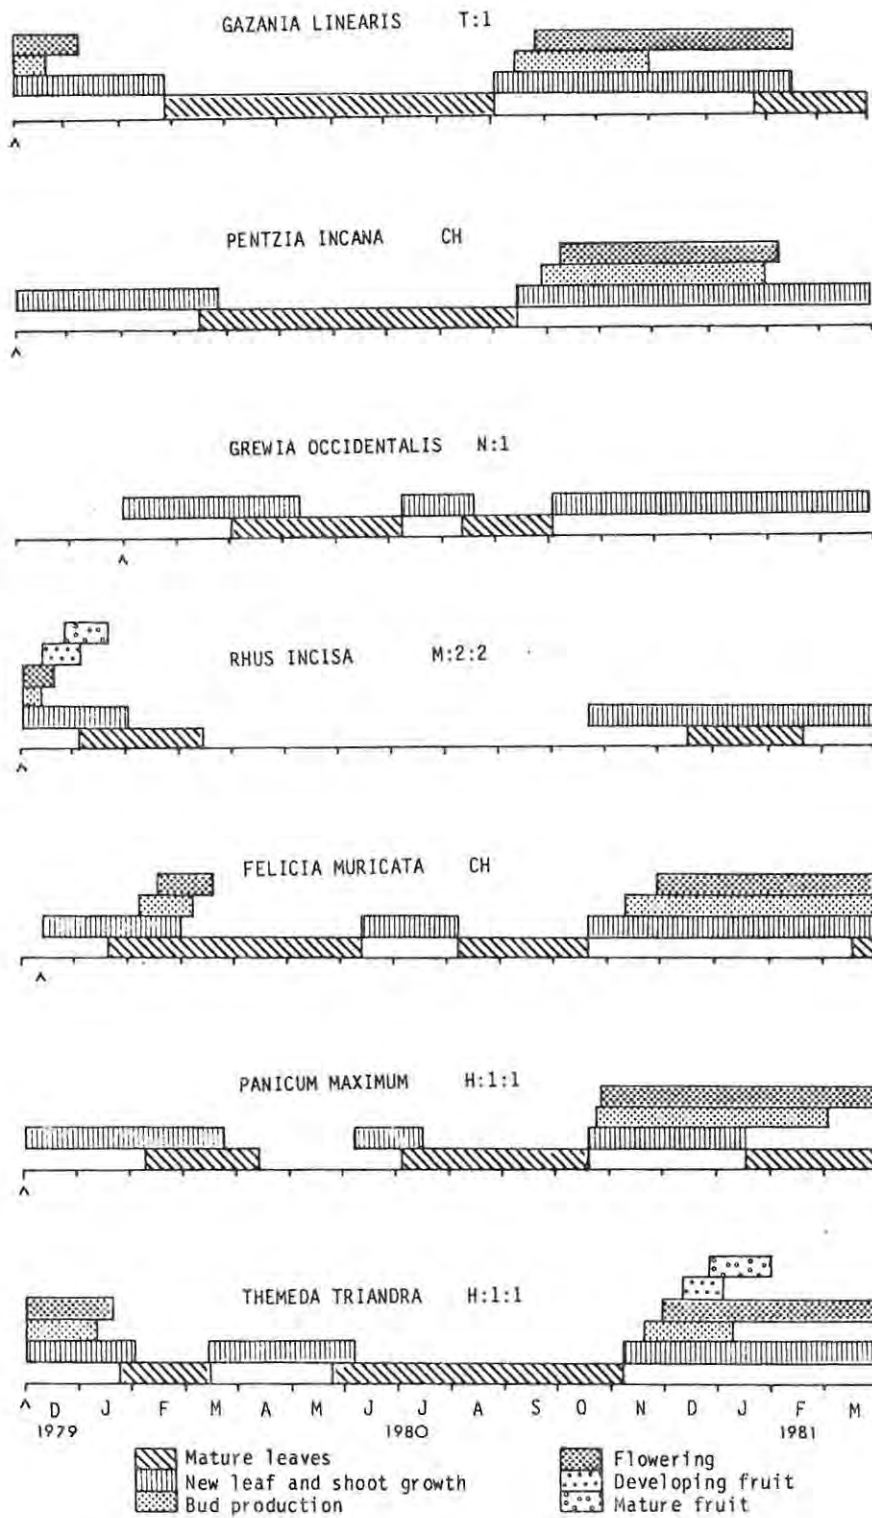 GAZANIA LINEARIS T:1
^
PENTZIA INCANA CH
^
GREWIA OCCIDENTALIS N:1
^
RHUS INCISA M:2:2
^
FELICIA MURICATA CH
^
PANICUM MAXIMUM H:1:1
^
THEMEDA TRIANDRA H:1:1
^ D J F M A M J J A S O N D J F M
1979 1980 1981
Mature leaves
New leaf and shoot growth
Bud production
Flowering
Developing fruit
Mature fruit